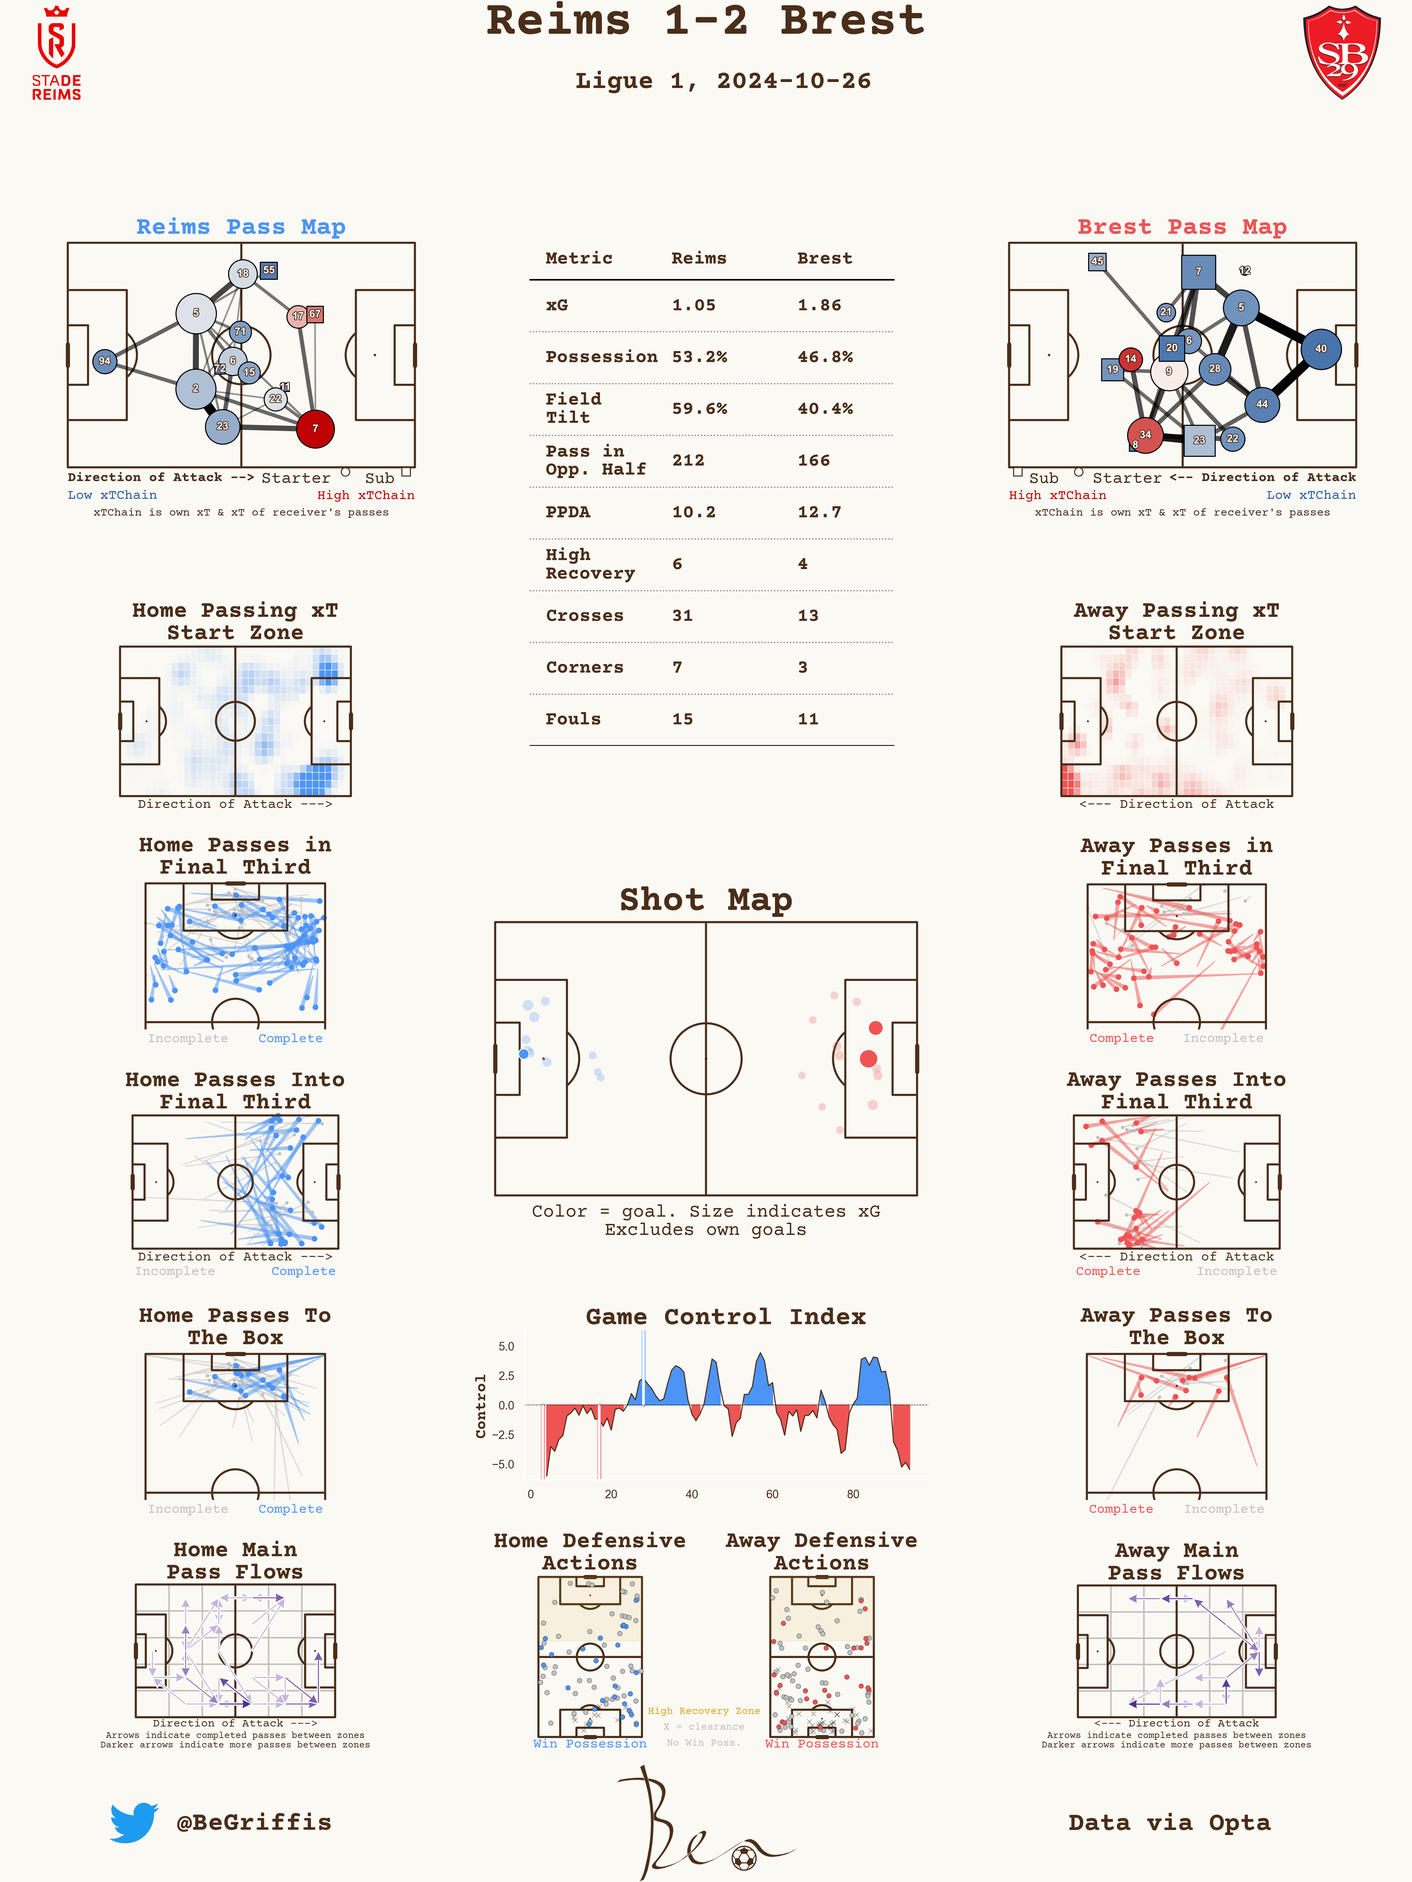 Reims 1-2 Brest
Ligue 1, 2024-10-26
STADE
REIMS
SB
29
Reims Pass Map
18
55
5
17
67
71
94
6
72
15
2
11
22
23
7
Direction of Attack --> Starter Sub
Low xTChain High xTChain
xTChain is own xT & xT of receiver's passes
Metric Reims Brest
xG 1.05 1.86
Possession 53.2% 46.8%
Field
Tilt 59.6% 40.4%
Pass in
Opp. Half 212 166
PPDA 10.2 12.7
High
Recovery 6 4
Crosses 31 13
Corners 7 3
Fouls 15 11
Brest Pass Map
45
7
12
21
5
6
20
40
14
19
9
28
44
34
8
23
22
Sub Starter <-- Direction of Attack
High xTChain Low xTChain
xTChain is own xT & xT of receiver's passes
Home Passing xT
Start Zone
Direction of Attack --->
Away Passing xT
Start Zone
<--- Direction of Attack
Home Passes in
Final Third
Incomplete Complete
Away Passes in
Final Third
Complete Incomplete
Shot Map
Color = goal. Size indicates xG
Excludes own goals
Home Passes Into
Final Third
Direction of Attack --->
Incomplete Complete
Away Passes Into
Final Third
<--- Direction of Attack
Complete Incomplete
Home Passes To
The Box
Incomplete Complete
Game Control Index
Control
5.0
2.5
0.0
−2.5
−5.0
0 20 40 60 80
Away Passes To
The Box
Complete Incomplete
Home Main
Pass Flows
Direction of Attack --->
Arrows indicate completed passes between zones
Darker arrows indicate more passes between zones
Home Defensive
Actions
Win Possession
Away Defensive
Actions
Win Possession
High Recovery Zone
X = clearance
No Win Poss.
Away Main
Pass Flows
<--- Direction of Attack
Arrows indicate completed passes between zones
Darker arrows indicate more passes between zones
@BeGriffis
Ben
Data via Opta